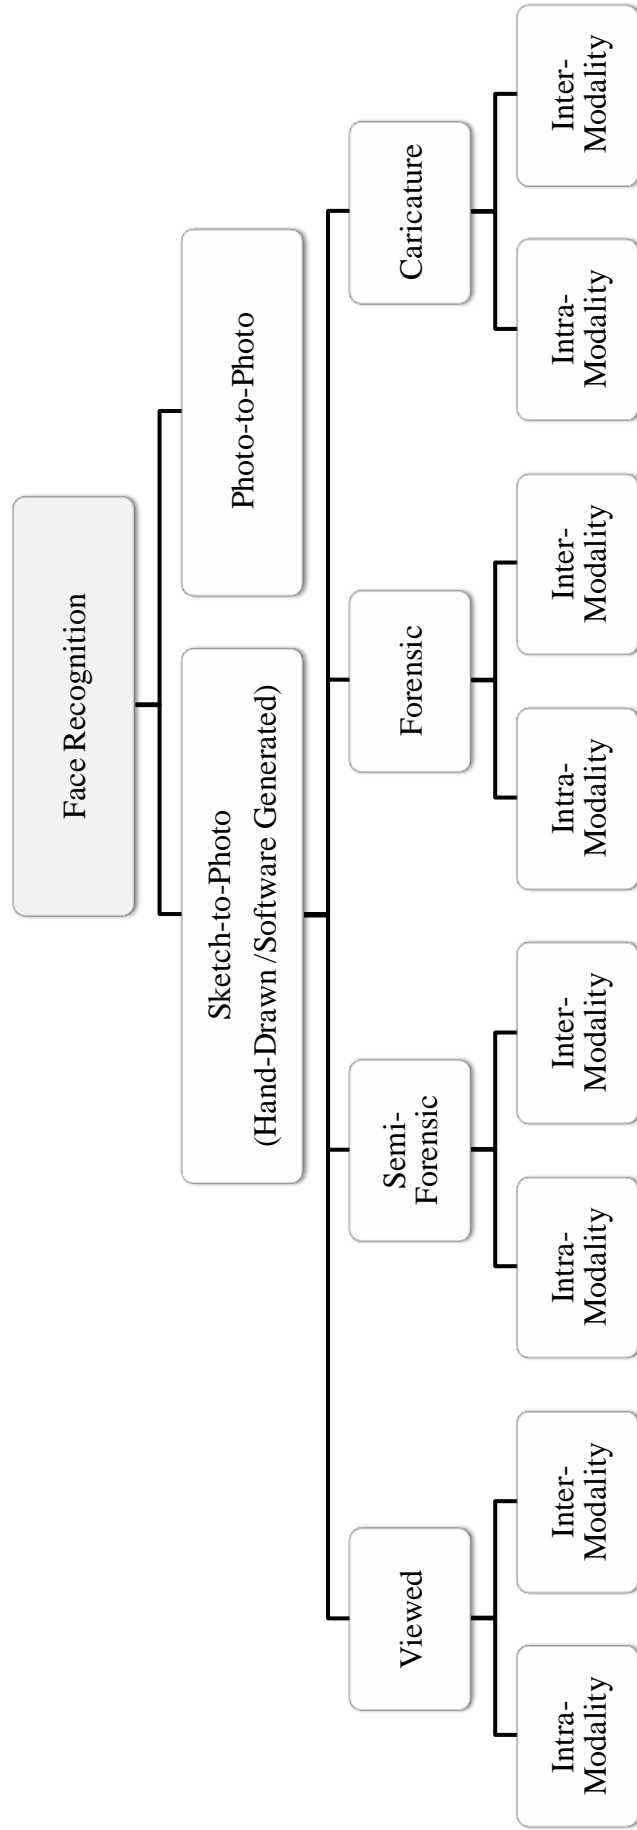 Face Recognition
Sketch-to-Photo
(Hand-Drawn /Software Generated)
Photo-to-Photo
Viewed
Semi-
Forensic
Forensic
Caricature
Intra-
Modality
Inter-
Modality
Intra-
Modality
Inter-
Modality
Intra-
Modality
Inter-
Modality
Intra-
Modality
Inter-
Modality